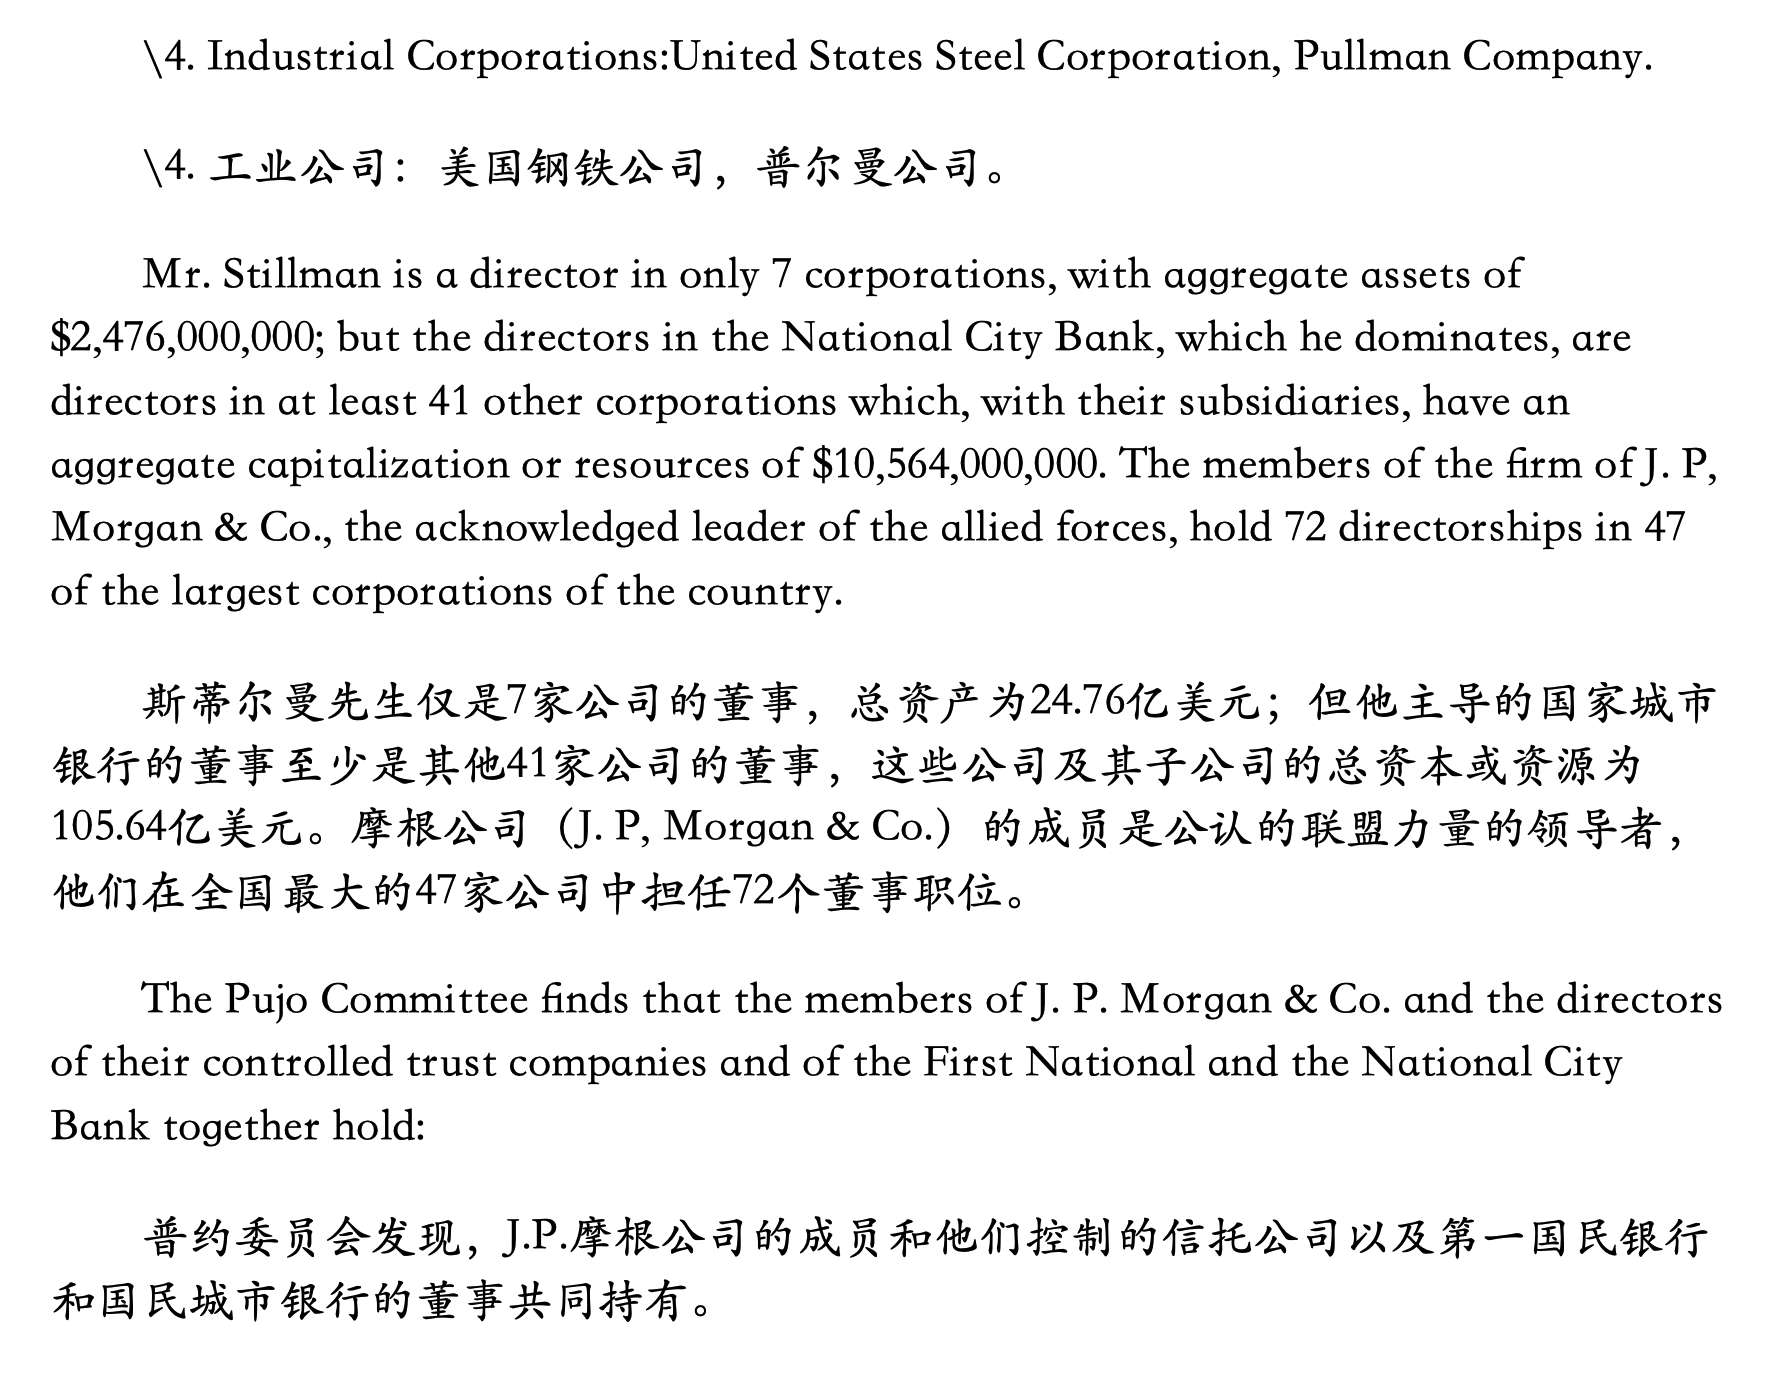 \4. Industrial Corporations:United States Steel Corporation, Pullman Company.
\4. 工业公司：美国钢铁公司，普尔曼公司。
Mr. Stillman is a director in only 7 corporations, with aggregate assets of
$2,476,000,000; but the directors in the National City Bank, which he dominates, are
directors in at least 41 other corporations which, with their subsidiaries, have an
aggregate capitalization or resources of $10,564,000,000. The members of the firm of J. P,
Morgan & Co., the acknowledged leader of the allied forces, hold 72 directorships in 47
of the largest corporations of the country.
斯蒂尔曼先生仅是7家公司的董事，总资产为24.76亿美元；但他主导的国家城市
银行的董事至少是其他41家公司的董事，这些公司及其子公司的总资本或资源为
105.64亿美元。摩根公司（J. P, Morgan & Co.）的成员是公认的联盟力量的领导者，
他们在全国最大的47家公司中担任72个董事职位。
The Pujo Committee finds that the members of J. P. Morgan & Co. and the directors
of their controlled trust companies and of the First National and the National City
Bank together hold:
普约委员会发现，J.P.摩根公司的成员和他们控制的信托公司以及第一国民银行
和国民城市银行的董事共同持有。